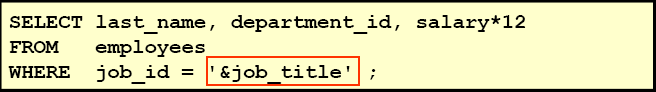 SELECT last_name, department_id, salary*12
FROM employees
WHERE job_id = '&job_title' ;